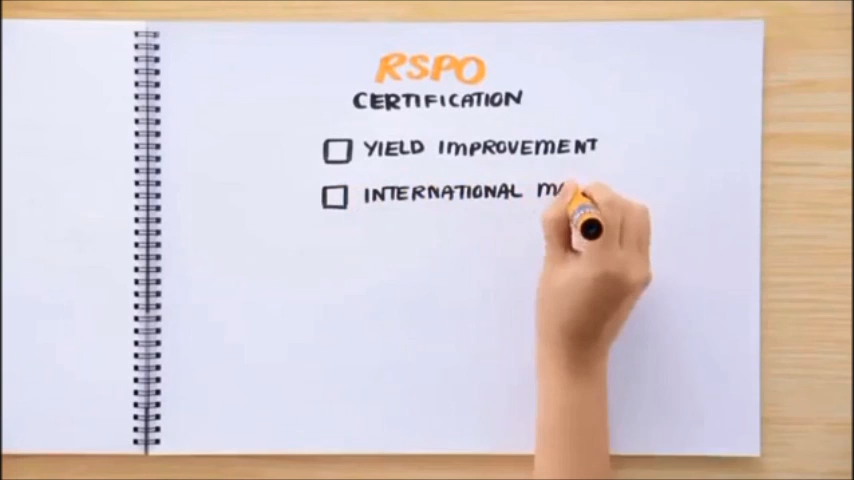 RSPO
CERTIFICATION
YIELD IMPROVEMENT
INTERNATIONAL